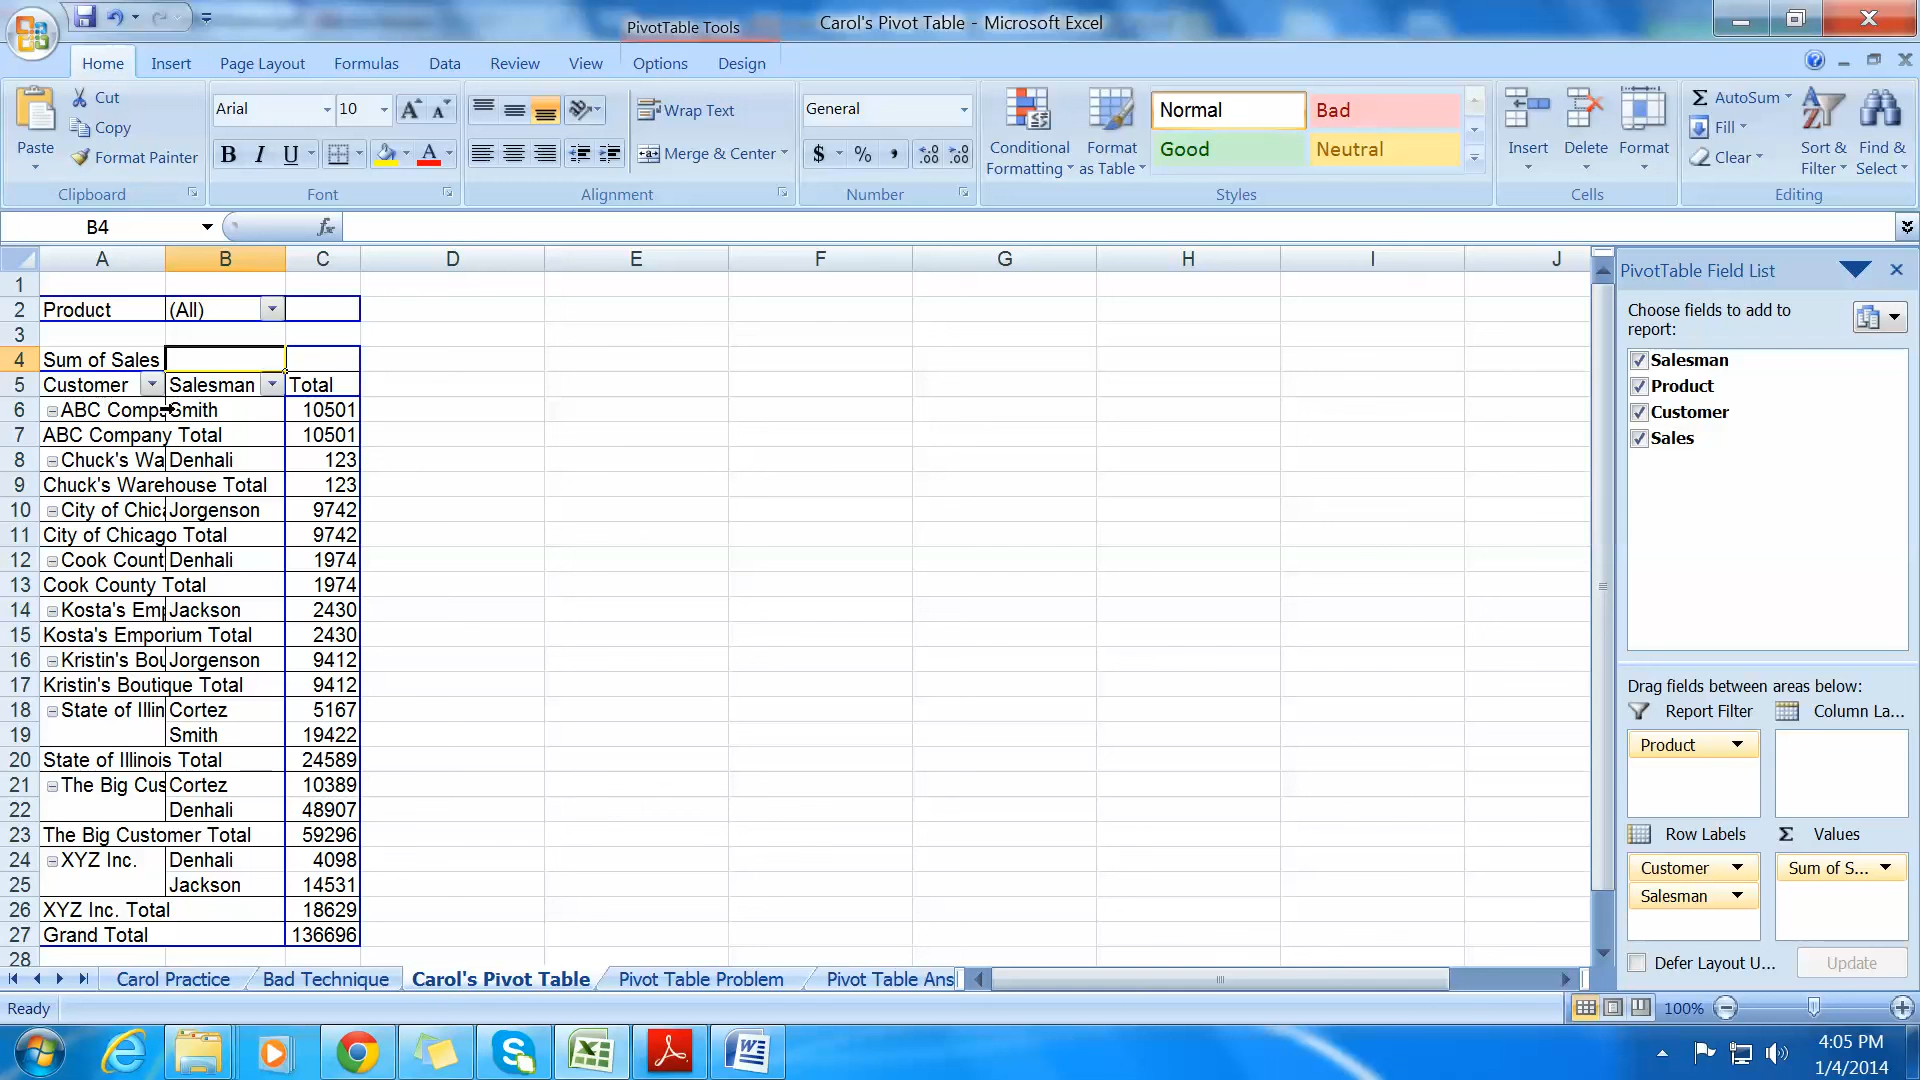 PivotTable Tools
Carol's Pivot Table - Microsoft Excel
Home Insert Page Layout Formulas Data Review View Options Design
Paste
Cut
Copy
Format Painter
Clipboard
Arial 10
B I U
Font
Wrap Text
Merge & Center
Alignment
General
$ % ,
Number
Conditional Formatting
Format as Table
Normal Bad
Good Neutral
Styles
Insert Delete Format
Cells
Σ AutoSum
Fill
Clear
Sort & Filter
Find & Select
Editing
B4 fx
A B C D E F G H I J
1
2 Product (All)
3
4 Sum of Sales
5 Customer Salesman Total
6 ABC Comp Smith 10501
7 ABC Company Total 10501
8 Chuck's Wa Denhali 123
9 Chuck's Warehouse Total 123
10 City of Chica Jorgenson 9742
11 City of Chicago Total 9742
12 Cook Count Denhali 1974
13 Cook County Total 1974
14 Kosta's Emp Jackson 2430
15 Kosta's Emporium Total 2430
16 Kristin's Bou Jorgenson 9412
17 Kristin's Boutique Total 9412
18 State of Illin Cortez 5167
19 Smith 19422
20 State of Illinois Total 24589
21 The Big Cus Cortez 10389
22 Denhali 48907
23 The Big Customer Total 59296
24 XYZ Inc. Denhali 4098
25 Jackson 14531
26 XYZ Inc. Total 18629
27 Grand Total 136696
28
PivotTable Field List
Choose fields to add to
report:
Salesman
Product
Customer
Sales
Drag fields between areas below:
Report Filter Column La...
Product
Row Labels Σ Values
Customer Sum of S...
Salesman
Defer Layout U... Update
Carol Practice Bad Technique Carol's Pivot Table Pivot Table Problem Pivot Table Ans
Ready 100%
4:05 PM
1/4/2014